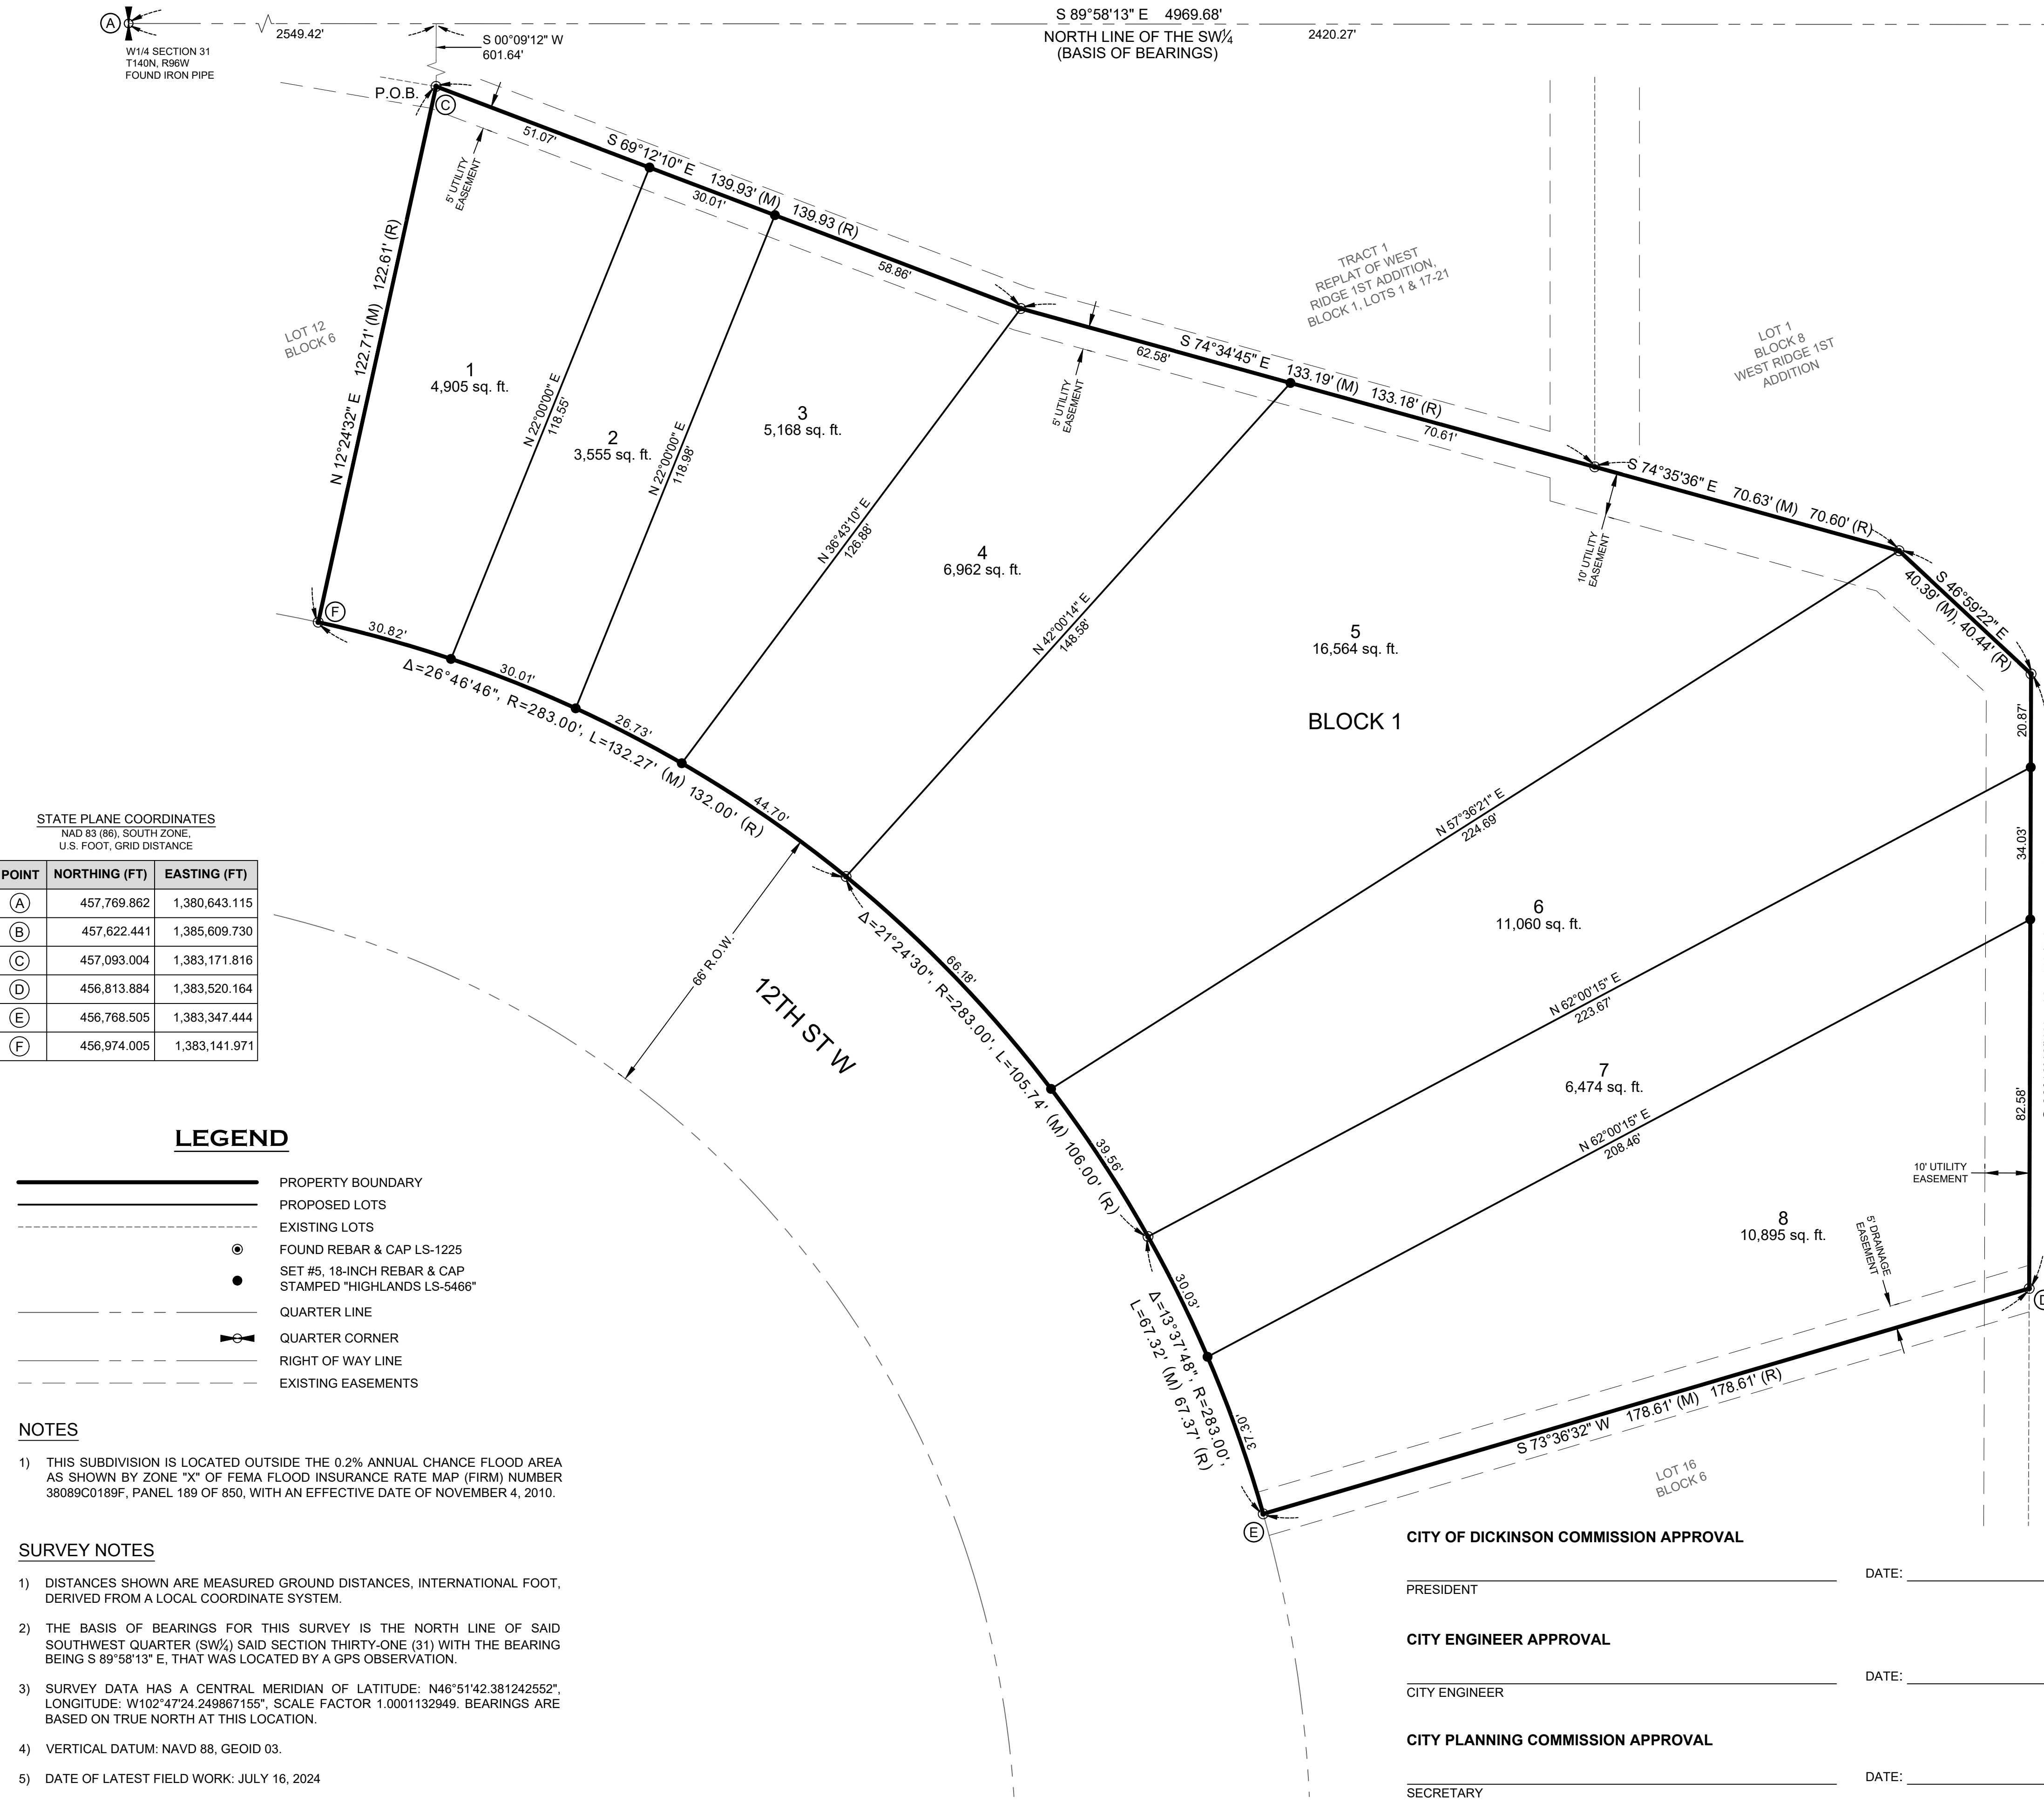 S 89°58'13" E 4969.68'
NORTH LINE OF THE SW¼
(BASIS OF BEARINGS)
A
2549.42'
2420.27'
W1/4 SECTION 31
T140N, R96W
FOUND IRON PIPE
S 00°09'12" W
601.64'
P.O.B.
C
51.07'
S 69°12'10" E 139.93' (M) 139.93 (R)
30.01'
58.86'
5' UTILITY
EASEMENT
TRACT 1
REPLAT OF WEST
RIDGE 1ST ADDITION,
BLOCK 1, LOTS 1 & 17-21
LOT 1
BLOCK 8
WEST RIDGE 1ST
ADDITION
62.58'
S 74°34'45" E 133.19' (M) 133.18' (R)
70.61'
5' UTILITY
EASEMENT
S 74°35'36" E 70.63' (M) 70.60' (R)
10' UTILITY
EASEMENT
S 46°59'22" E
40.39' (M), 40.44' (R)
LOT 12
BLOCK 6
N 12°24'32" E 122.71' (M) 122.61' (R)
1
4,905 sq. ft.
N 22°00'00" E
118.55'
2
3,555 sq. ft.
N 22°00'00" E
118.98'
3
5,168 sq. ft.
N 36°43'10" E
126.88'
4
6,962 sq. ft.
N 42°00'14" E
148.58'
5
16,564 sq. ft.
BLOCK 1
N 57°36'21" E
224.69'
6
11,060 sq. ft.
N 62°00'15" E
223.67'
7
6,474 sq. ft.
N 62°00'15" E
208.46'
8
10,895 sq. ft.
20.87'
34.03'
82.58'
10' UTILITY
EASEMENT
5' DRAINAGE
EASEMENT
F
30.82'
30.01'
26.73'
44.70'
Δ=26°46'46", R=283.00', L=132.27' (M) 132.00' (R)
66.18'
39.56'
Δ=21°24'30", R=283.00', L=105.74' (M) 106.00' (R)
30.03'
37.30'
Δ=13°37'48", R=283.00',
L=67.32' (M) 67.37' (R)
66' R.O.W.
12TH ST W
S 73°36'32" W 178.61' (M) 178.61' (R)
D
E
LOT 16
BLOCK 6
STATE PLANE COORDINATES
NAD 83 (86), SOUTH ZONE,
U.S. FOOT, GRID DISTANCE
POINT NORTHING (FT) EASTING (FT)
A 457,769.862 1,380,643.115
B 457,622.441 1,385,609.730
C 457,093.004 1,383,171.816
D 456,813.884 1,383,520.164
E 456,768.505 1,383,347.444
F 456,974.005 1,383,141.971
LEGEND
PROPERTY BOUNDARY
PROPOSED LOTS
EXISTING LOTS
FOUND REBAR & CAP LS-1225
SET #5, 18-INCH REBAR & CAP
STAMPED "HIGHLANDS LS-5466"
QUARTER LINE
QUARTER CORNER
RIGHT OF WAY LINE
EXISTING EASEMENTS
NOTES
1) THIS SUBDIVISION IS LOCATED OUTSIDE THE 0.2% ANNUAL CHANCE FLOOD AREA
AS SHOWN BY ZONE "X" OF FEMA FLOOD INSURANCE RATE MAP (FIRM) NUMBER
38089C0189F, PANEL 189 OF 850, WITH AN EFFECTIVE DATE OF NOVEMBER 4, 2010.
SURVEY NOTES
1) DISTANCES SHOWN ARE MEASURED GROUND DISTANCES, INTERNATIONAL FOOT,
DERIVED FROM A LOCAL COORDINATE SYSTEM.
2) THE BASIS OF BEARINGS FOR THIS SURVEY IS THE NORTH LINE OF SAID
SOUTHWEST QUARTER (SW¼) SAID SECTION THIRTY-ONE (31) WITH THE BEARING
BEING S 89°58'13" E, THAT WAS LOCATED BY A GPS OBSERVATION.
3) SURVEY DATA HAS A CENTRAL MERIDIAN OF LATITUDE: N46°51'42.381242552",
LONGITUDE: W102°47'24.249867155", SCALE FACTOR 1.0001132949. BEARINGS ARE
BASED ON TRUE NORTH AT THIS LOCATION.
4) VERTICAL DATUM: NAVD 88, GEOID 03.
5) DATE OF LATEST FIELD WORK: JULY 16, 2024
CITY OF DICKINSON COMMISSION APPROVAL
DATE:
PRESIDENT
CITY ENGINEER APPROVAL
DATE:
CITY ENGINEER
CITY PLANNING COMMISSION APPROVAL
DATE:
SECRETARY